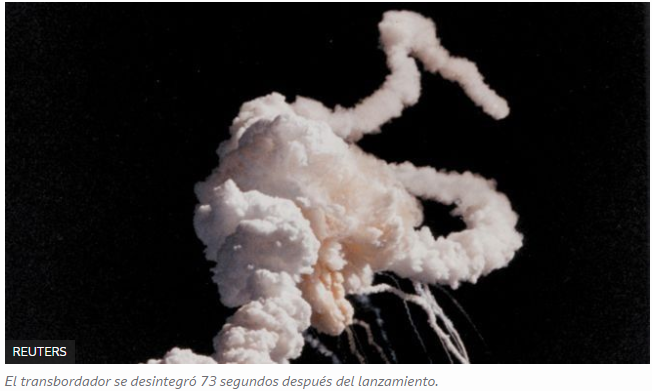 REUTERS
El transbordador se desintegró 73 segundos después del lanzamiento.